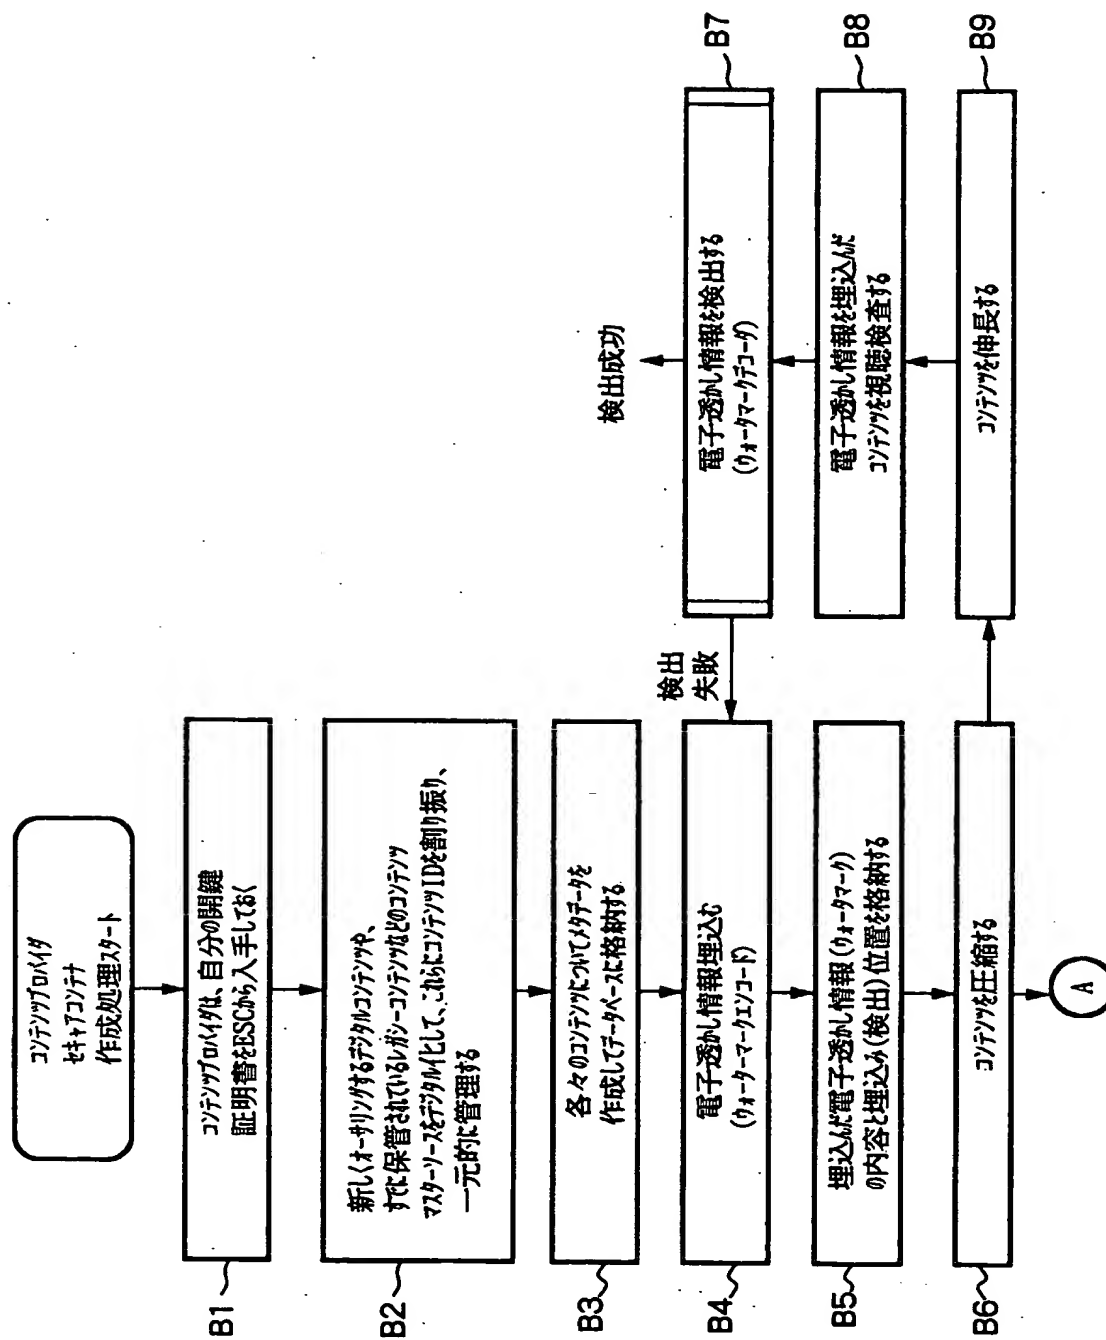 コンテンツプロバイダ
セキュアコンテナ
作成処理スタート
コンテンツプロバイダは、自分の開鍵
証明書をESCから入手しておく
B1
新しくオーサリングするデジタルコンテンツや、
すでに保管されているレガシーコンテンツなどのコンテンツ
マスターソースをデジタル化して、これらにコンテンツIDを割り振り、
一元的に管理する
B2
各々のコンテンツについてメタデータを
作成してデータベースに格納する
B3
電子透かし情報埋込む
(ウォーターマークエンコード)
B4
埋込んだ電子透かし情報(ウォータマーク)
の内容と埋込み(検出)位置を格納する
B5
コンテンツを圧縮する
B6
A
検出成功
電子透かし情報を検出する
(ウォータマークデコーダ)
B7
検出
失敗
電子透かし情報を埋込んだ
コンテンツを視聴検査する
B8
コンテンツを伸長する
B9